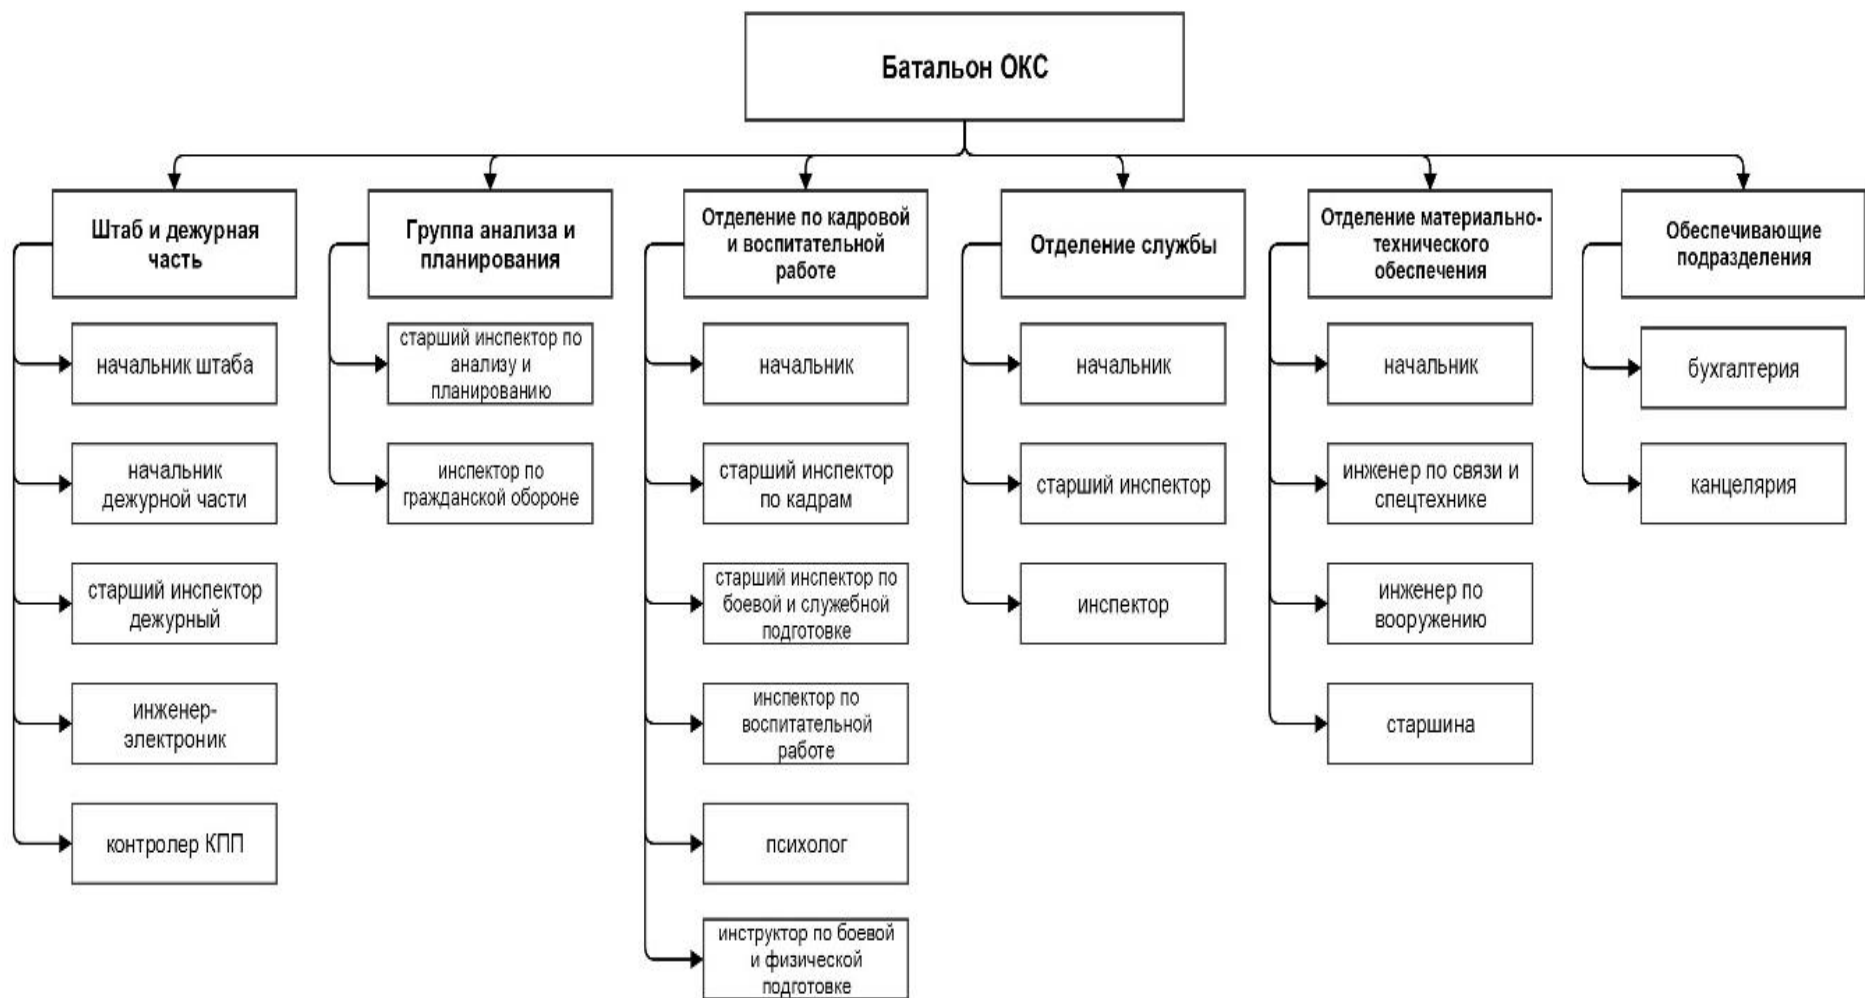 Батальон ОКС
Штаб и дежурная
часть
начальник штаба
начальник
дежурной части
старший инспектор
дежурный
инженер-
электроник
контролер КПП
Группа анализа и
планирования
старший инспектор по
анализу и
планированию
инспектор по
гражданской обороне
Отделение по кадровой
и воспитательной
работе
начальник
старший инспектор
по кадрам
старший инспектор по
боевой и служебной
подготовке
инспектор по
воспитательной
работе
психолог
инструктор по боевой
и физической
подготовке
Отделение службы
начальник
старший инспектор
инспектор
Отделение материально-
технического
обеспечения
начальник
инженер по связи и
спецтехнике
инженер по
вооружению
старшина
Обеспечивающие
подразделения
бухгалтерия
канцелярия